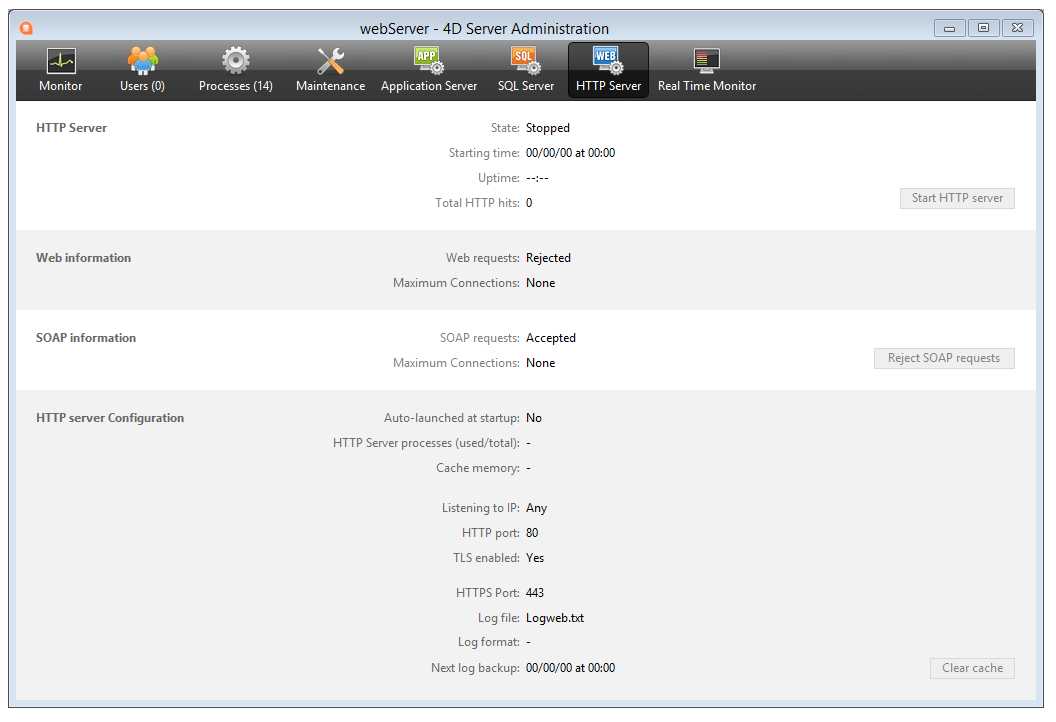 webServer - 4D Server Administration
APP
SQL
WEB
Monitor
Users (0)
Processes (14)
Maintenance
Application Server
SQL Server
HTTP Server
Real Time Monitor
HTTP Server
State: Stopped
Starting time: 00/00/00 at 00:00
Uptime: --:--
Total HTTP hits: 0
Start HTTP server
Web information
Web requests: Rejected
Maximum Connections: None
SOAP information
SOAP requests: Accepted
Maximum Connections: None
Reject SOAP requests
HTTP server Configuration
Auto-launched at startup: No
HTTP Server processes (used/total): -
Cache memory: -
Listening to IP: Any
HTTP port: 80
TLS enabled: Yes
HTTPS Port: 443
Log file: Logweb.txt
Log format: -
Next log backup: 00/00/00 at 00:00
Clear cache